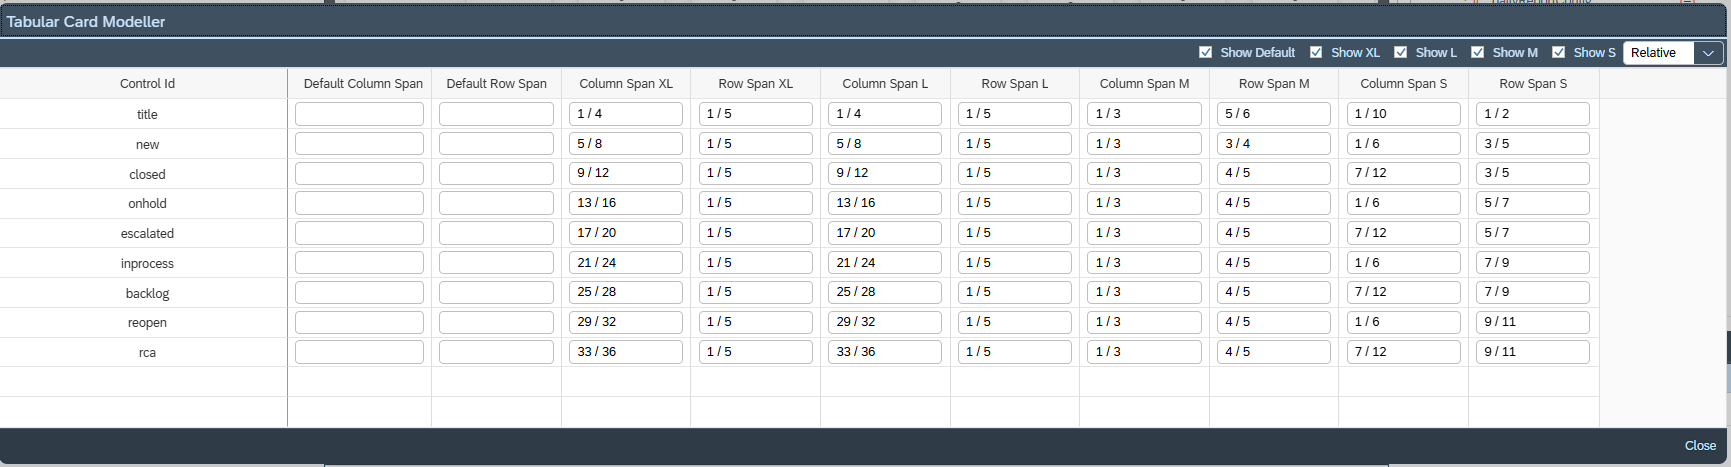 Tabular Card Modeller
Show Default Show XL Show L Show M Show S Relative
Control Id Default Column Span Default Row Span Column Span XL Row Span XL Column Span L Row Span L Column Span M Row Span M Column Span S Row Span S
title 1 / 4 1 / 5 1 / 4 1 / 5 1 / 3 5 / 6 1 / 10 1 / 2
new 5 / 8 1 / 5 5 / 8 1 / 5 1 / 3 3 / 4 1 / 6 3 / 5
closed 9 / 12 1 / 5 9 / 12 1 / 5 1 / 3 4 / 5 7 / 12 3 / 5
onhold 13 / 16 1 / 5 13 / 16 1 / 5 1 / 3 4 / 5 1 / 6 5 / 7
escalated 17 / 20 1 / 5 17 / 20 1 / 5 1 / 3 4 / 5 7 / 12 5 / 7
inprocess 21 / 24 1 / 5 21 / 24 1 / 5 1 / 3 4 / 5 1 / 6 7 / 9
backlog 25 / 28 1 / 5 25 / 28 1 / 5 1 / 3 4 / 5 7 / 12 7 / 9
reopen 29 / 32 1 / 5 29 / 32 1 / 5 1 / 3 4 / 5 1 / 6 9 / 11
rca 33 / 36 1 / 5 33 / 36 1 / 5 1 / 3 4 / 5 7 / 12 9 / 11
Close